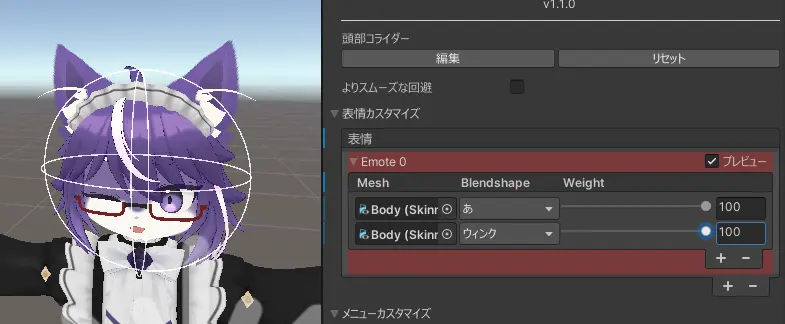 v1.1.0
頭部コライダー
編集 リセット
よりスムーズな回避
表情カスタマイズ
表情
Emote 0 プレビュー
Mesh Blendshape Weight
Body (Skinr あ 100
Body (Skinr ウィンク 100
+ −
+ −
メニューカスタマイズ